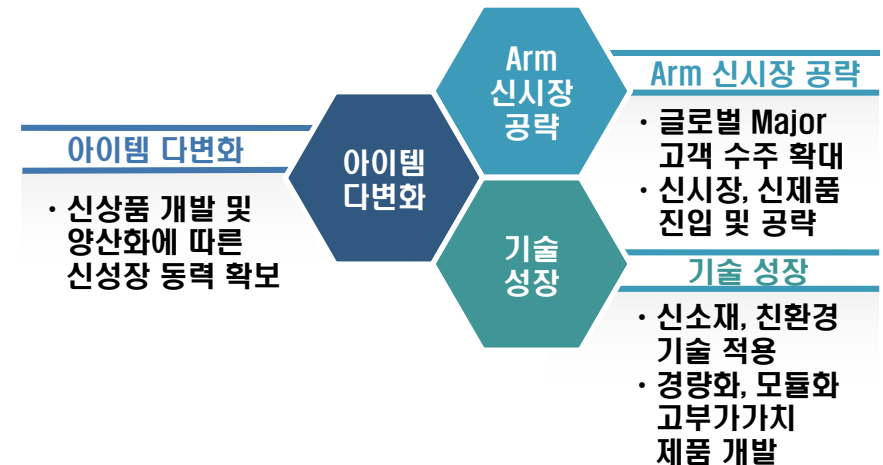 아이템 다변화
· 신상품 개발 및
양산화에 따른
신성장 동력 확보
아이템
다변화
Arm
신시장
공략
기술
성장
Arm 신시장 공략
· 글로벌 Major
고객 수주 확대
· 신시장, 신제품
진입 및 공략
기술 성장
· 신소재, 친환경
기술 적용
· 경량화, 모듈화
고부가가치
제품 개발